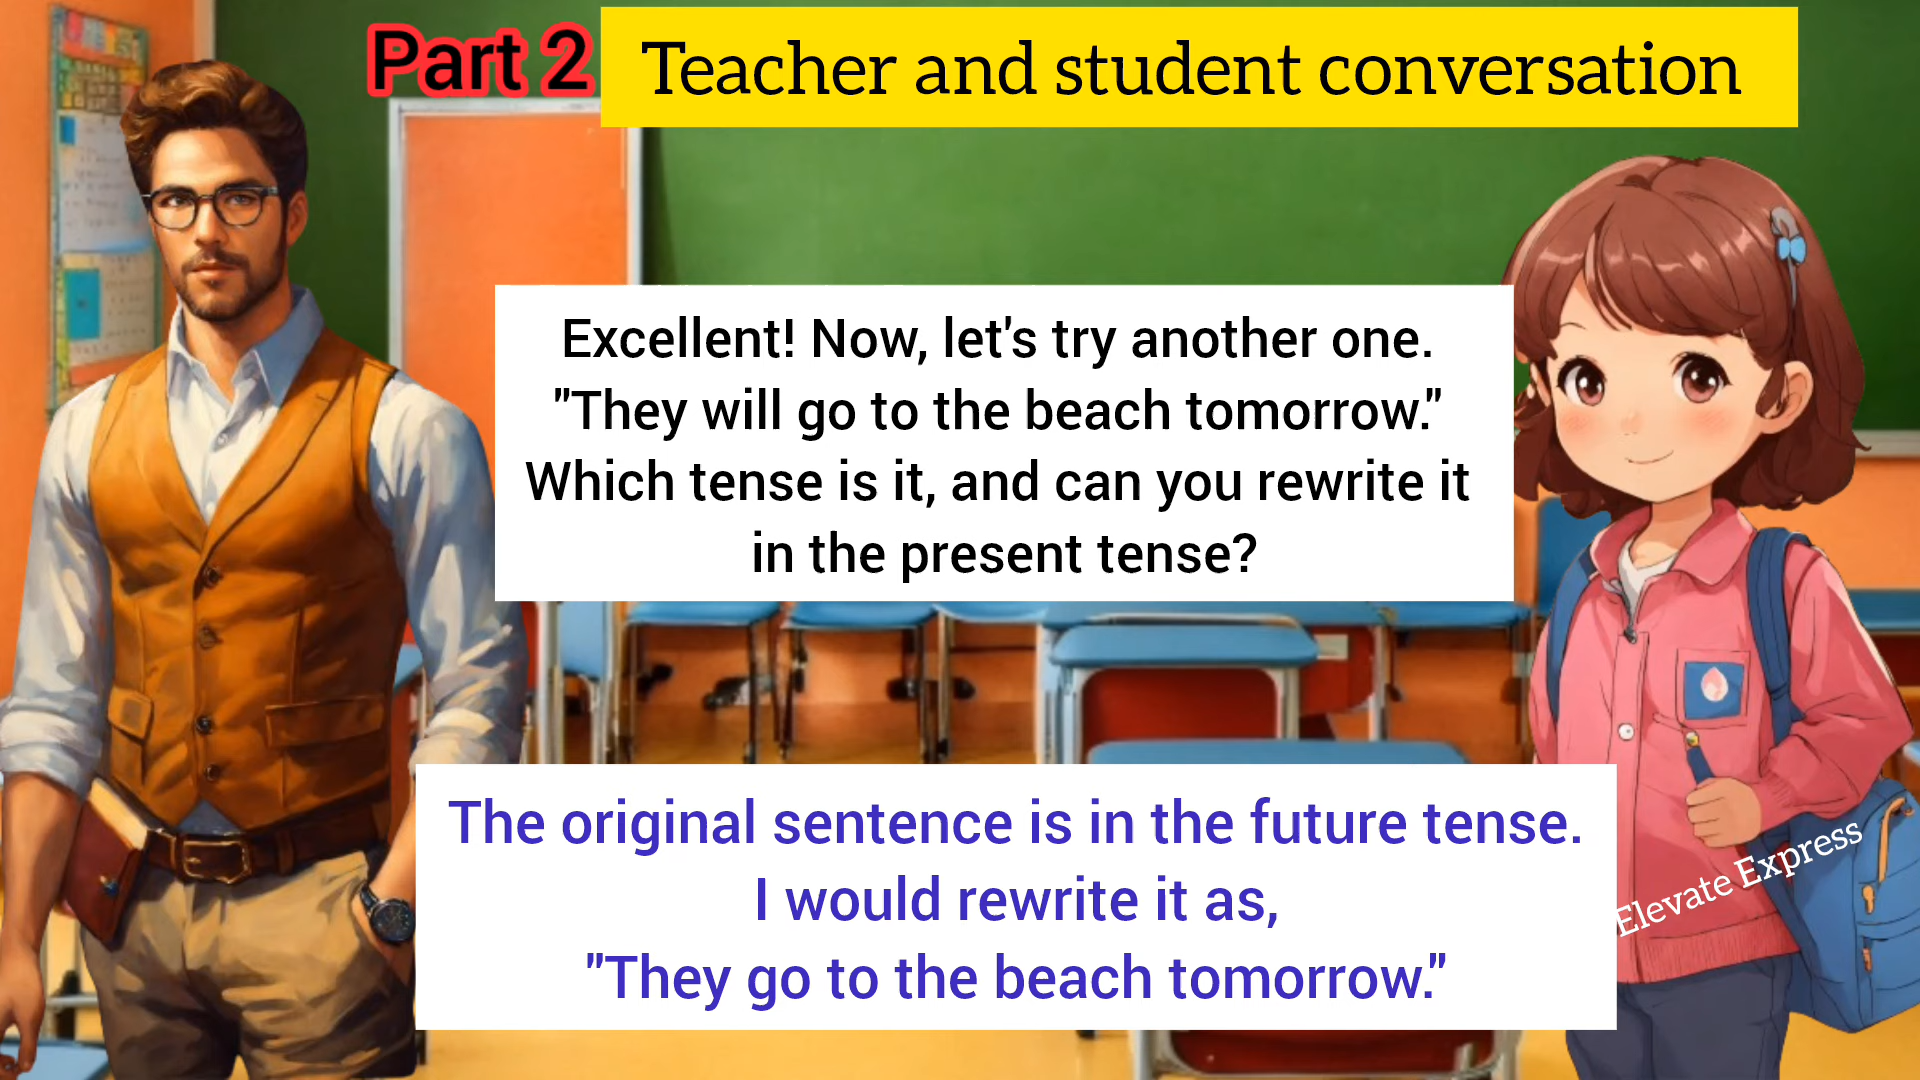 Part 2
Teacher and student conversation
Excellent! Now, let's try another one.
"They will go to the beach tomorrow."
Which tense is it, and can you rewrite it
in the present tense?
The original sentence is in the future tense.
I would rewrite it as,
"They go to the beach tomorrow."
Elevate Express